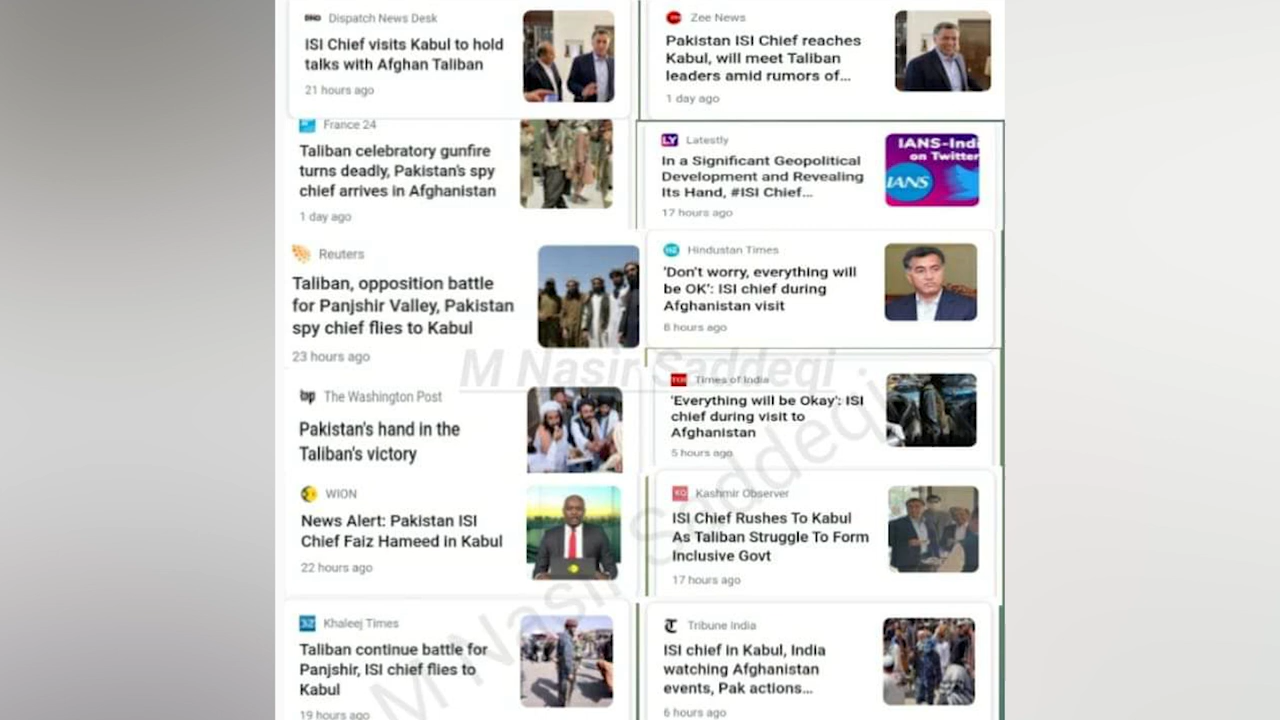 Dispatch News Desk
ISI Chief visits Kabul to hold
talks with Afghan Taliban
21 hours ago
France 24
Taliban celebratory gunfire
turns deadly, Pakistan's spy
chief arrives in Afghanistan
1 day ago
Reuters
Taliban, opposition battle
for Panjshir Valley, Pakistan
spy chief flies to Kabul
23 hours ago
wp The Washington Post
Pakistan's hand in the
Taliban's victory
WION
News Alert: Pakistan ISI
Chief Faiz Hameed in Kabul
22 hours ago
Khaleej Times
Taliban continue battle for
Panjshir, ISI chief flies to
Kabul
19 hours ago
Zee News
Pakistan ISI Chief reaches
Kabul, will meet Taliban
leaders amid rumors of...
1 day ago
LY Latestly
In a Significant Geopolitical
Development and Revealing
Its Hand, #ISI Chief...
17 hours ago
IANS-Indi
on Twitter
IANS
Hindustan Times
'Don't worry, everything will
be OK': ISI chief during
Afghanistan visit
8 hours ago
TOI Times of India
'Everything will be Okay': ISI
chief during visit to
Afghanistan
5 hours ago
KO Kashmir Observer
ISI Chief Rushes To Kabul
As Taliban Struggle To Form
Inclusive Govt
17 hours ago
Tribune India
ISI chief in Kabul, India
watching Afghanistan
events, Pak actions...
6 hours ago
M Nasir Saddeqi
M Nasir Saddeqi